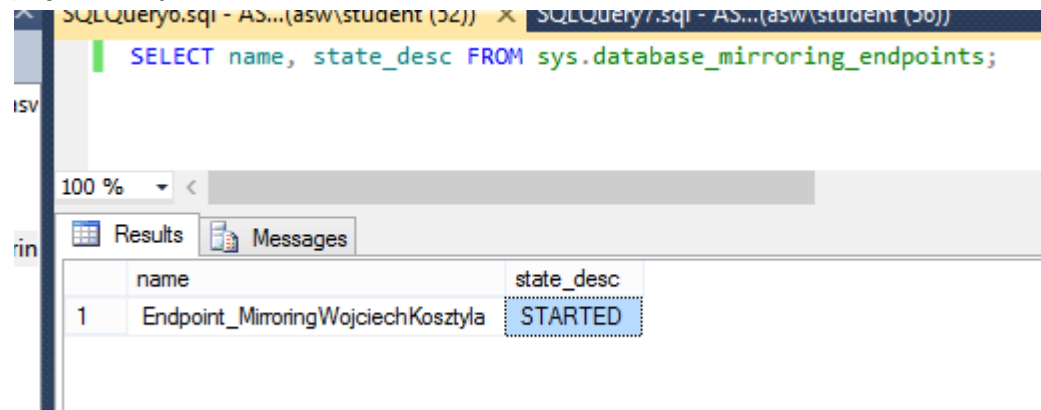 SQLQuery6.sql - AS...(asw\student (52)) × SQLQuery7.sql - AS...(asw\student (56))
SELECT name, state_desc FROM sys.database_mirroring_endpoints;
100 %
Results Messages
name state_desc
1 Endpoint_MirroringWojciechKosztyla STARTED